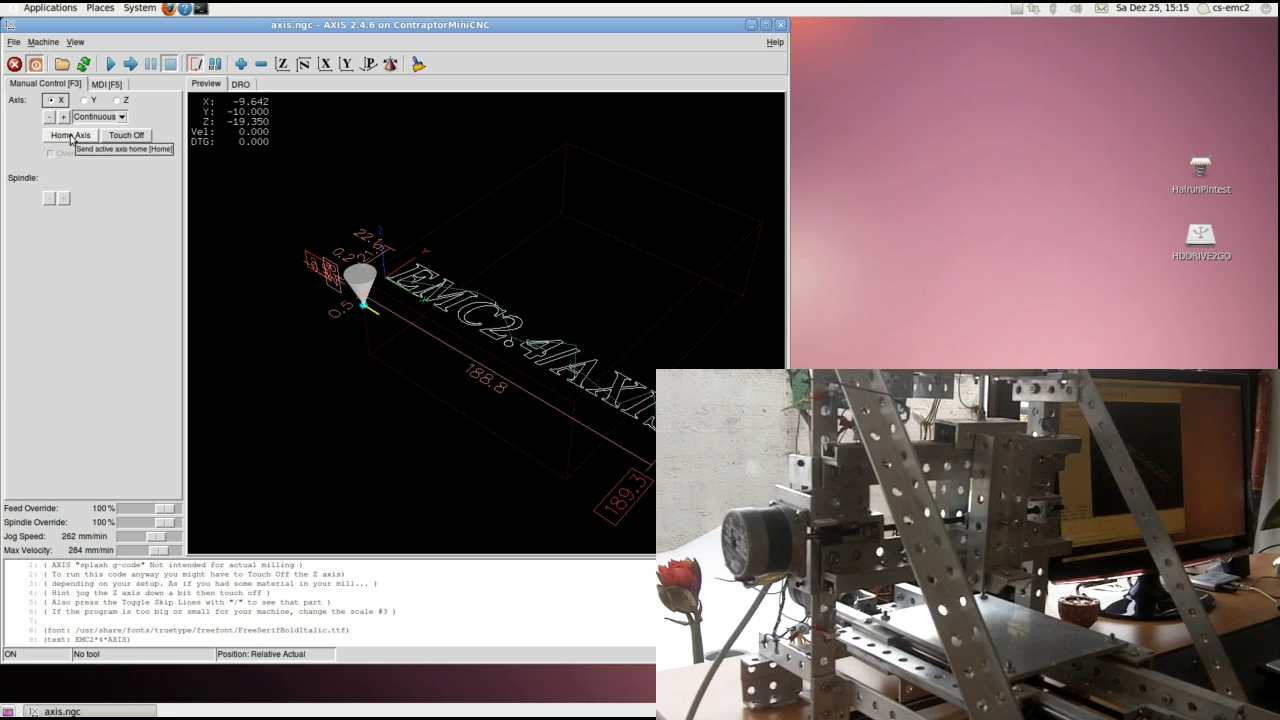 Applications Places System
Sa Dez 25, 15:15 cs-emc2
axis.ngc - AXIS 2.4.6 on ContraptorMiniCNC
File Machine View Help
Manual Control [F3] MDI [F5] Preview DRO
Axis: X Y Z
- + Continuous
Home Axis Touch Off
Send active axis home [Home]
Spindle:
- +
X: -9.642
Y: -10.000
Z: -19.350
Vel: 0.000
DTG: 0.000
Z
Y
22.6
0.2
0.5
EMC2.4/AXIS
188.8
189.3
HalrunPintest
HDDRIVE2GO
Feed Override: 100 %
Spindle Override: 100 %
Jog Speed: 262 mm/min
Max Velocity: 284 mm/min
1: ( AXIS "splash g-code" Not intended for actual milling )
2: ( To run this code anyway you might have to Touch Off the Z axis)
3: ( depending on your setup. As if you had some material in your mill... )
4: ( Hint jog the Z axis down a bit then touch off )
5: ( Also press the Toggle Skip Lines with "/" to see that part )
6: ( If the program is too big or small for your machine, change the scale #3 )
7:
8: (font: /usr/share/fonts/truetype/freefont/FreeSerifBoldItalic.ttf)
9: (text: EMC2*4*AXIS)
ON No tool Position: Relative Actual
axis.ngc